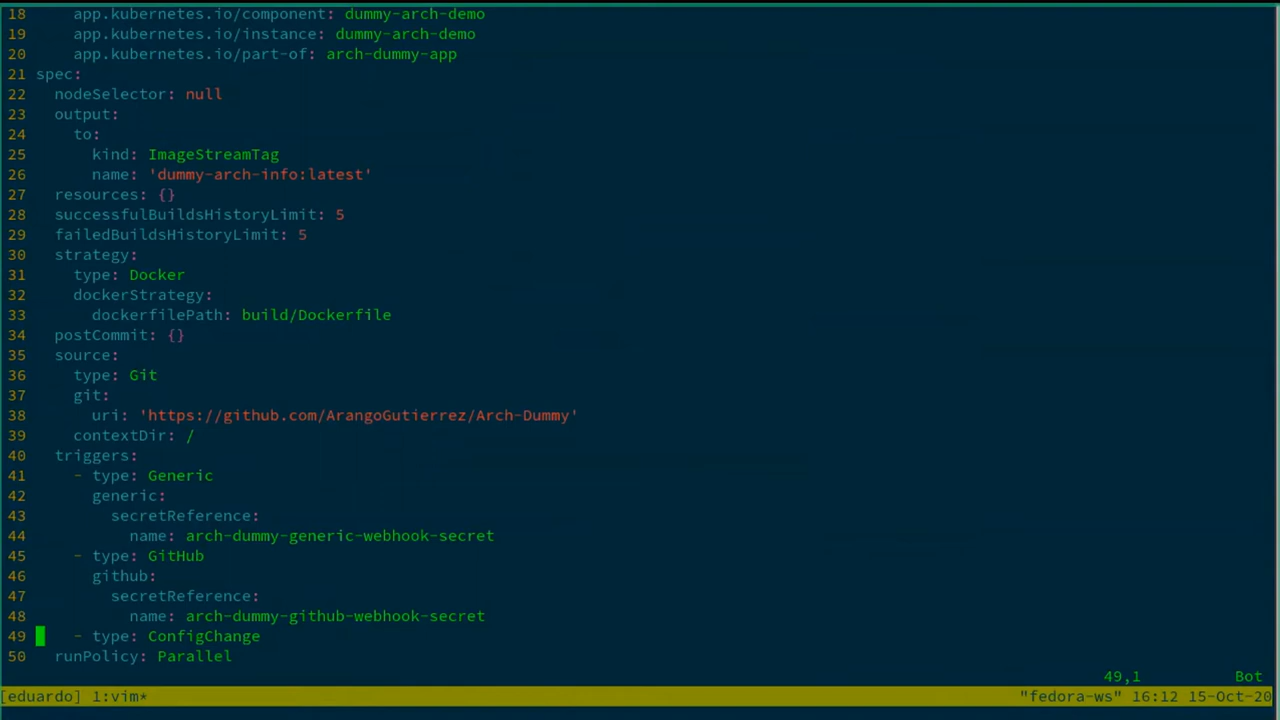 18     app.kubernetes.io/component: dummy-arch-demo
19     app.kubernetes.io/instance: dummy-arch-demo
20     app.kubernetes.io/part-of: arch-dummy-app
21 spec:
22   nodeSelector: null
23   output:
24     to:
25       kind: ImageStreamTag
26       name: 'dummy-arch-info:latest'
27   resources: {}
28   successfulBuildsHistoryLimit: 5
29   failedBuildsHistoryLimit: 5
30   strategy:
31     type: Docker
32     dockerStrategy:
33       dockerfilePath: build/Dockerfile
34   postCommit: {}
35   source:
36     type: Git
37     git:
38       uri: 'https://github.com/ArangoGutierrez/Arch-Dummy'
39     contextDir: /
40   triggers:
41     - type: Generic
42       generic:
43         secretReference:
44           name: arch-dummy-generic-webhook-secret
45     - type: GitHub
46       github:
47         secretReference:
48           name: arch-dummy-github-webhook-secret
49     - type: ConfigChange
50   runPolicy: Parallel
49,1 Bot
[eduardo] 1:vim* "fedora-ws" 16:12 15-Oct-20